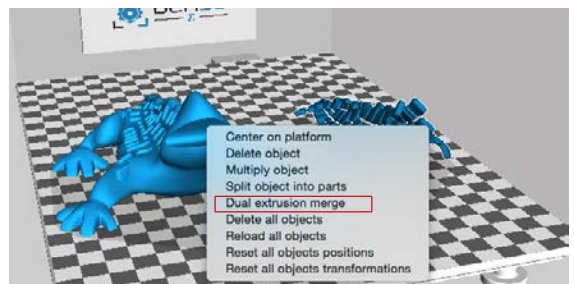 Center on platform
Delete object
Multiply object
Split object into parts
Dual extrusion merge
Delete all objects
Reload all objects
Reset all objects positions
Reset all objects transformations